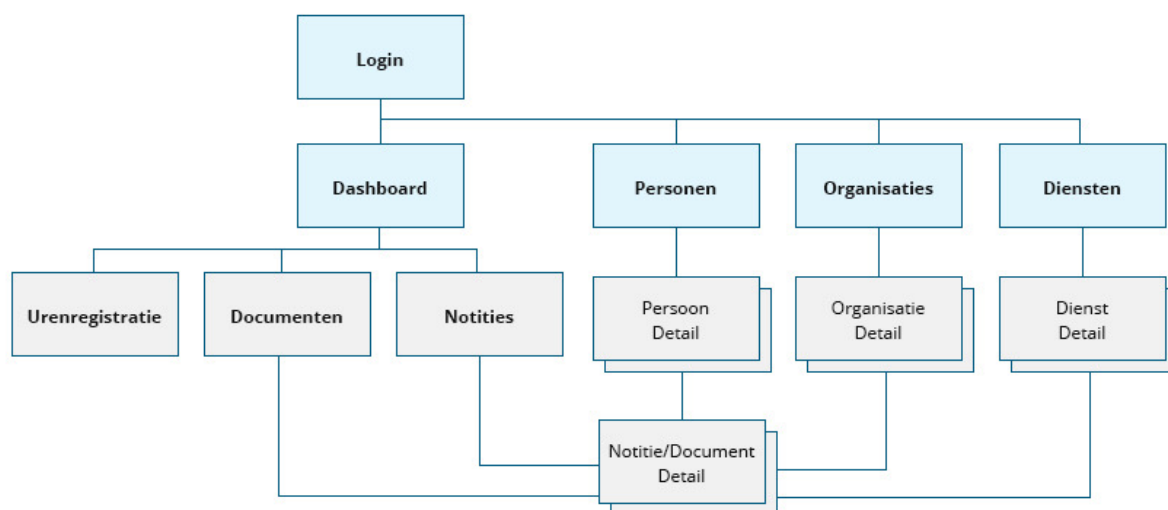 Login
Dashboard
Personen
Organisaties
Diensten
Urenregistratie
Documenten
Notities
Persoon
Detail
Organisatie
Detail
Dienst
Detail
Notitie/Document
Detail